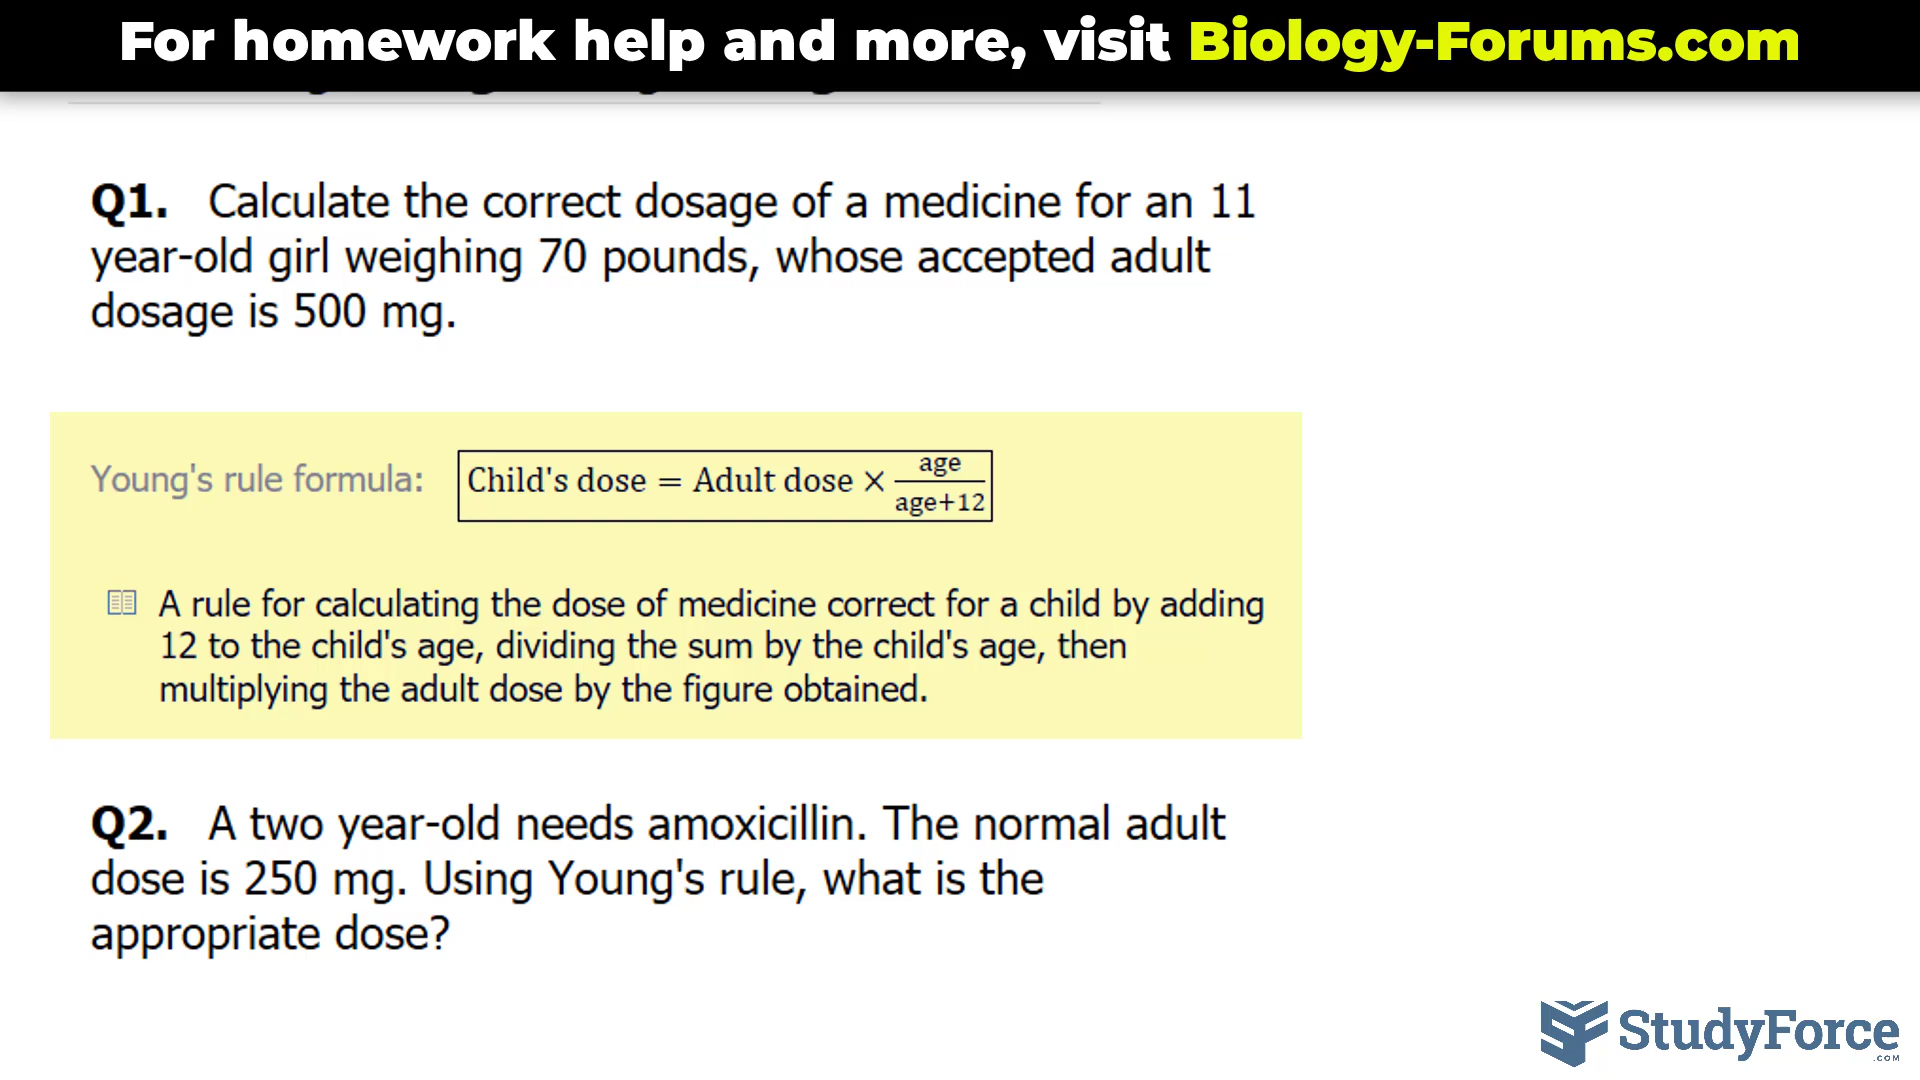 For homework help and more, visit Biology-Forums.com
Q1. Calculate the correct dosage of a medicine for an 11
year-old girl weighing 70 pounds, whose accepted adult
dosage is 500 mg.
Young's rule formula: Child's dose = Adult dose × age/age+12
A rule for calculating the dose of medicine correct for a child by adding
12 to the child's age, dividing the sum by the child's age, then
multiplying the adult dose by the figure obtained.
Q2. A two year-old needs amoxicillin. The normal adult
dose is 250 mg. Using Young's rule, what is the
appropriate dose?
StudyForce
.COM